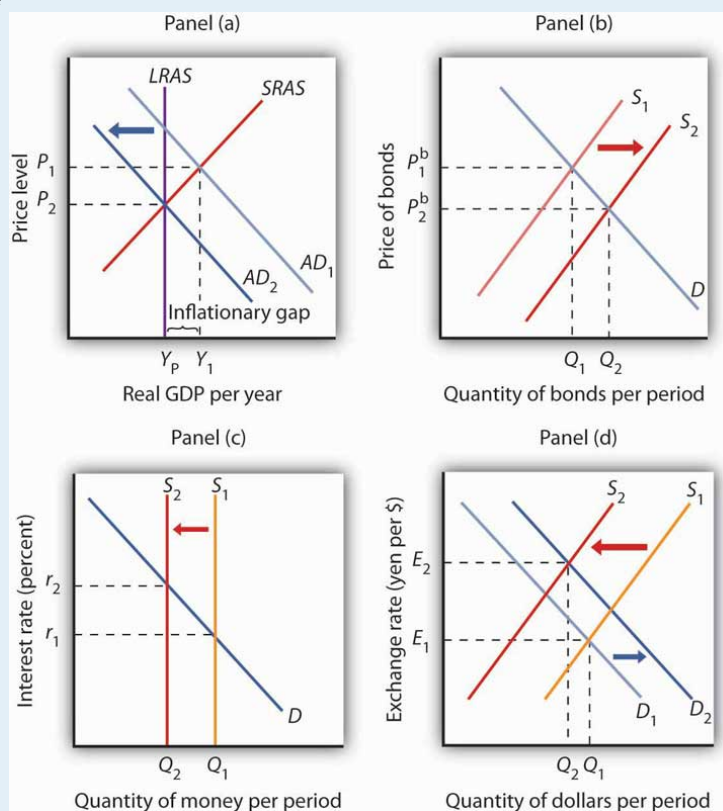 Panel (a)
LRAS
SRAS
P1
P2
Price level
AD1
AD2
Inflationary gap
YP Y1
Real GDP per year
Panel (b)
S1
S2
P1b
P2b
Price of bonds
D
Q1 Q2
Quantity of bonds per period
Panel (c)
S2 S1
r2
r1
Interest rate (percent)
D
Q2 Q1
Quantity of money per period
Panel (d)
S2 S1
E2
E1
Exchange rate (yen per $)
D1 D2
Q2 Q1
Quantity of dollars per period